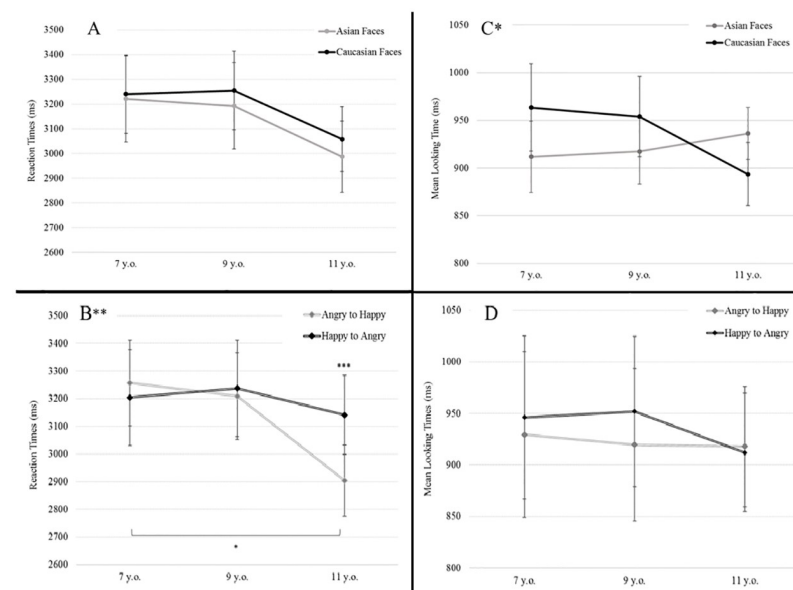 A
Asian Faces
Caucasian Faces
Reaction Times (ms)
3500
3400
3300
3200
3100
3000
2900
2800
2700
2600
7 y.o. 9 y.o. 11 y.o.
C*
Asian Faces
Caucasian Faces
Mean Looking Time (ms)
1050
1000
950
900
850
800
7 y.o. 9 y.o. 11 y.o.
B**
Angry to Happy
Happy to Angry
Reaction Times (ms)
3500
3400
3300
3200
3100
3000
2900
2800
2700
2600
***
*
7 y.o. 9 y.o. 11 y.o.
D
Angry to Happy
Happy to Angry
Mean Looking Times (ms)
1050
1000
950
900
850
800
7 y.o. 9 y.o. 11 y.o.